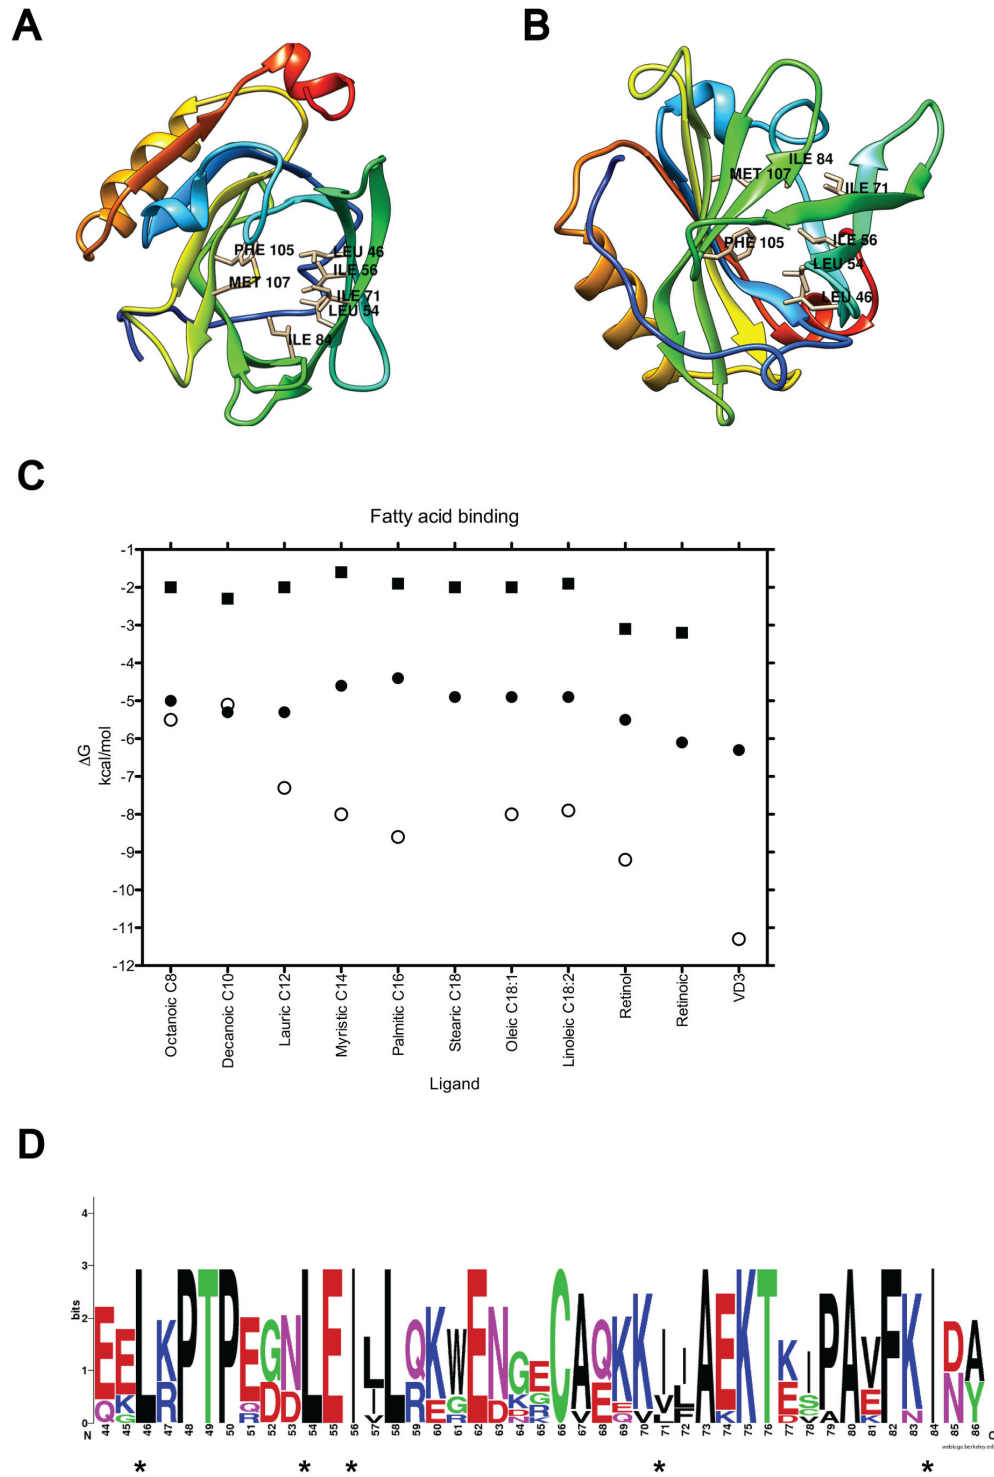 A
B
PHE 105
LEU 46
ILE 56
MET 107
ILE 71
LEU 54
ILE 84
ILE 84
MET 107
ILE 71
PHE 105
ILE 56
LEU 54
LEU 46
C
Fatty acid binding
-1
-2
-3
-4
-5
-6
-7
-8
-9
-10
-11
-12
ΔG
kcal/mol
Octanoic C8
Decanoic C10
Lauric C12
Myristic C14
Palmitic C16
Stearic C18
Oleic C18:1
Linoleic C18:2
Retinol
Retinoic
VD3
Ligand
D
4
3
2
1
0
bits
EELKPTPEGNLEILLQKWENGECAQKKIIAEKTKIPAVFKIDA
N 44 45 46 47 48 49 50 51 52 53 54 55 56 57 58 59 60 61 62 63 64 65 66 67 68 69 70 71 72 73 74 75 76 77 78 79 80 81 82 83 84 85 86 C
* * * * *